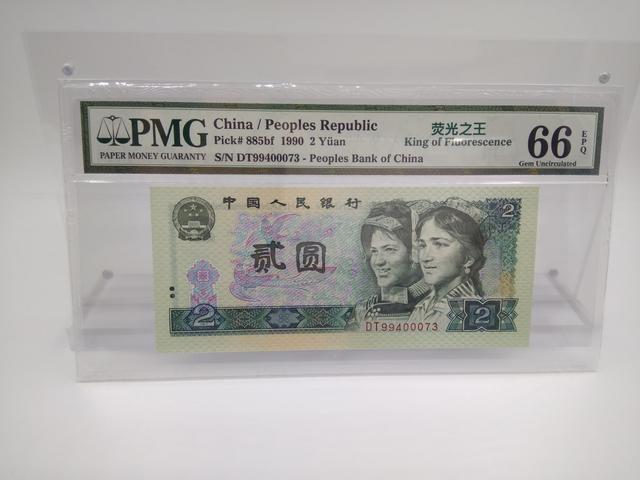 PMG
PAPER MONEY GUARANTY
China / Peoples Republic
Pick# 885bf 1990 2 Yüan
S/N DT99400073 - Peoples Bank of China
荧光之王
King of Fluorescence
66 EPQ
Gem Uncirculated
中国人民银行
2
贰圆
2
DT99400073
2